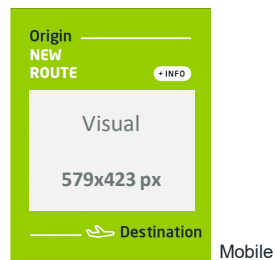 Origin
NEW
ROUTE
+ INFO
Visual
579x423 px
Destination
Mobile